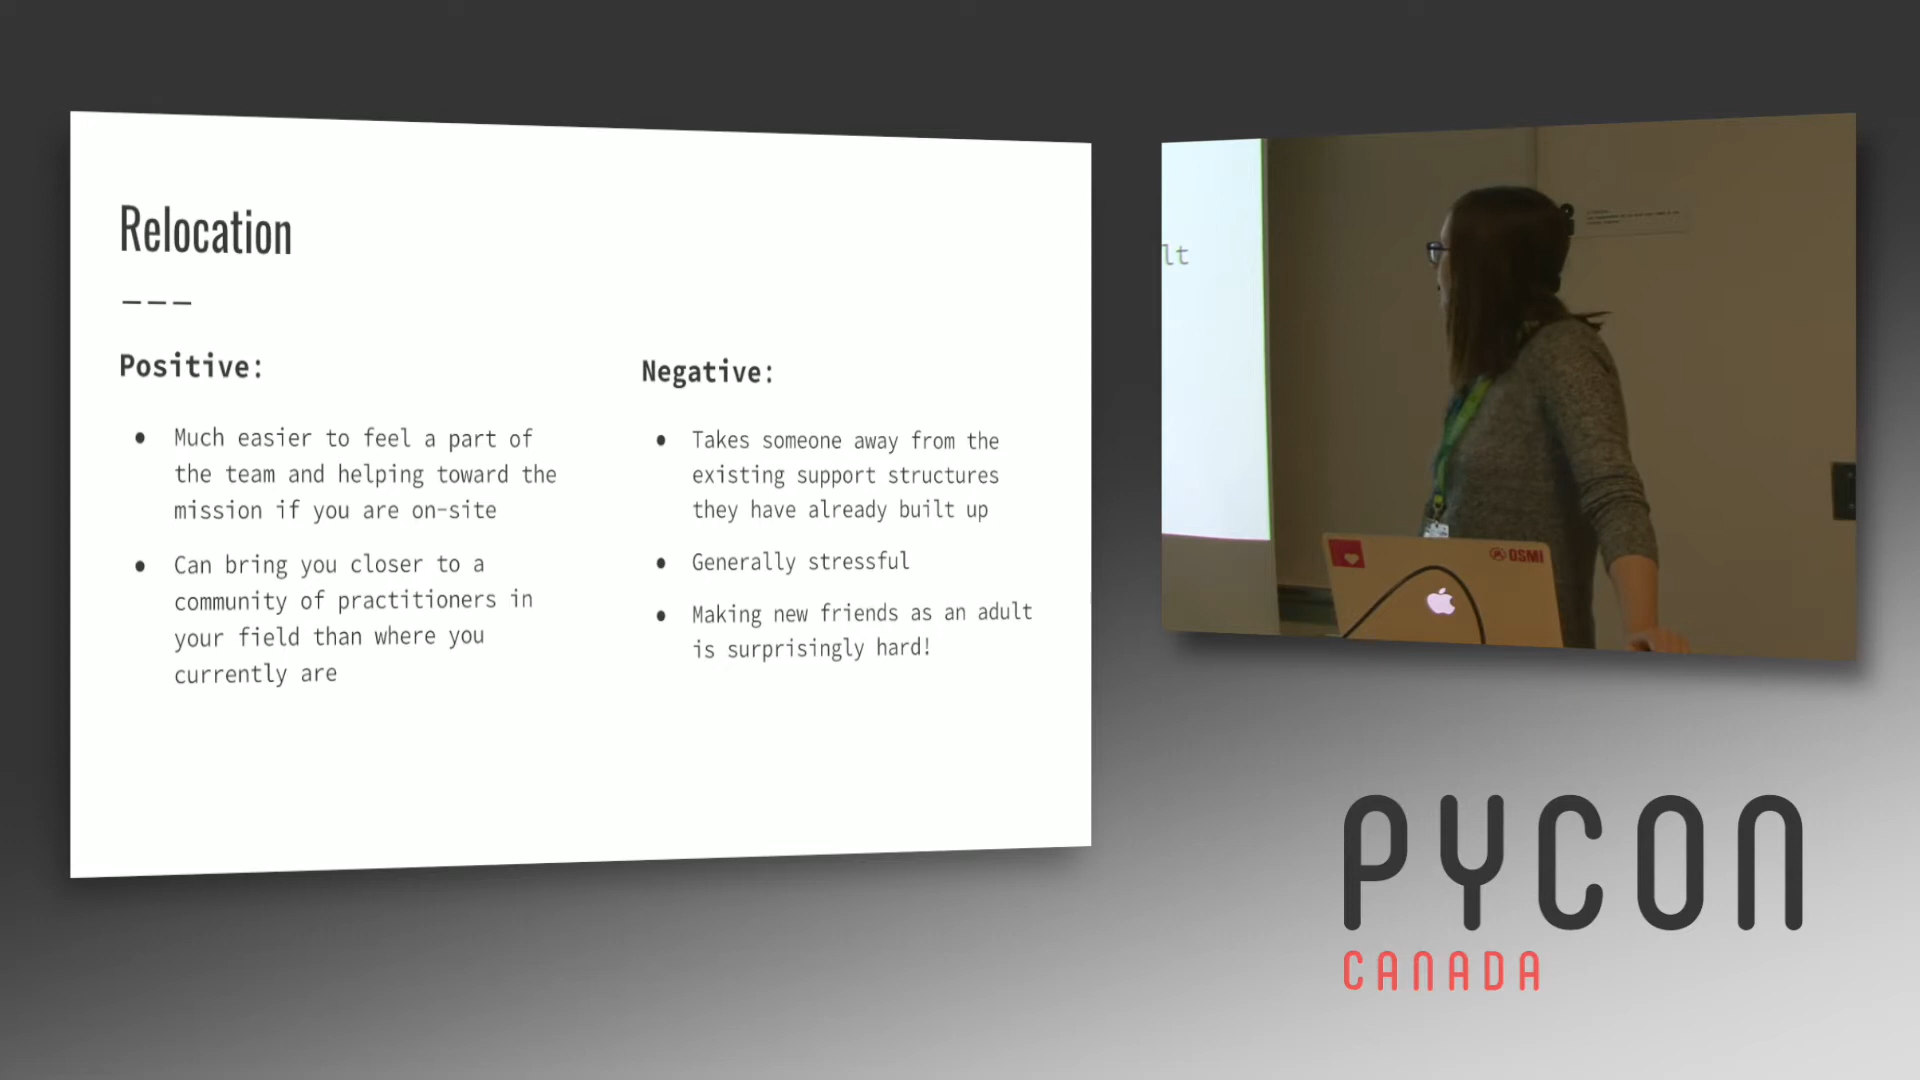 Relocation
---
Positive:
● Much easier to feel a part of
the team and helping toward the
mission if you are on-site
● Can bring you closer to a
community of practitioners in
your field than where you
currently are
Negative:
● Takes someone away from the
existing support structures
they have already built up
● Generally stressful
● Making new friends as an adult
is surprisingly hard!
lt
OSMI
PYCON
CANADA